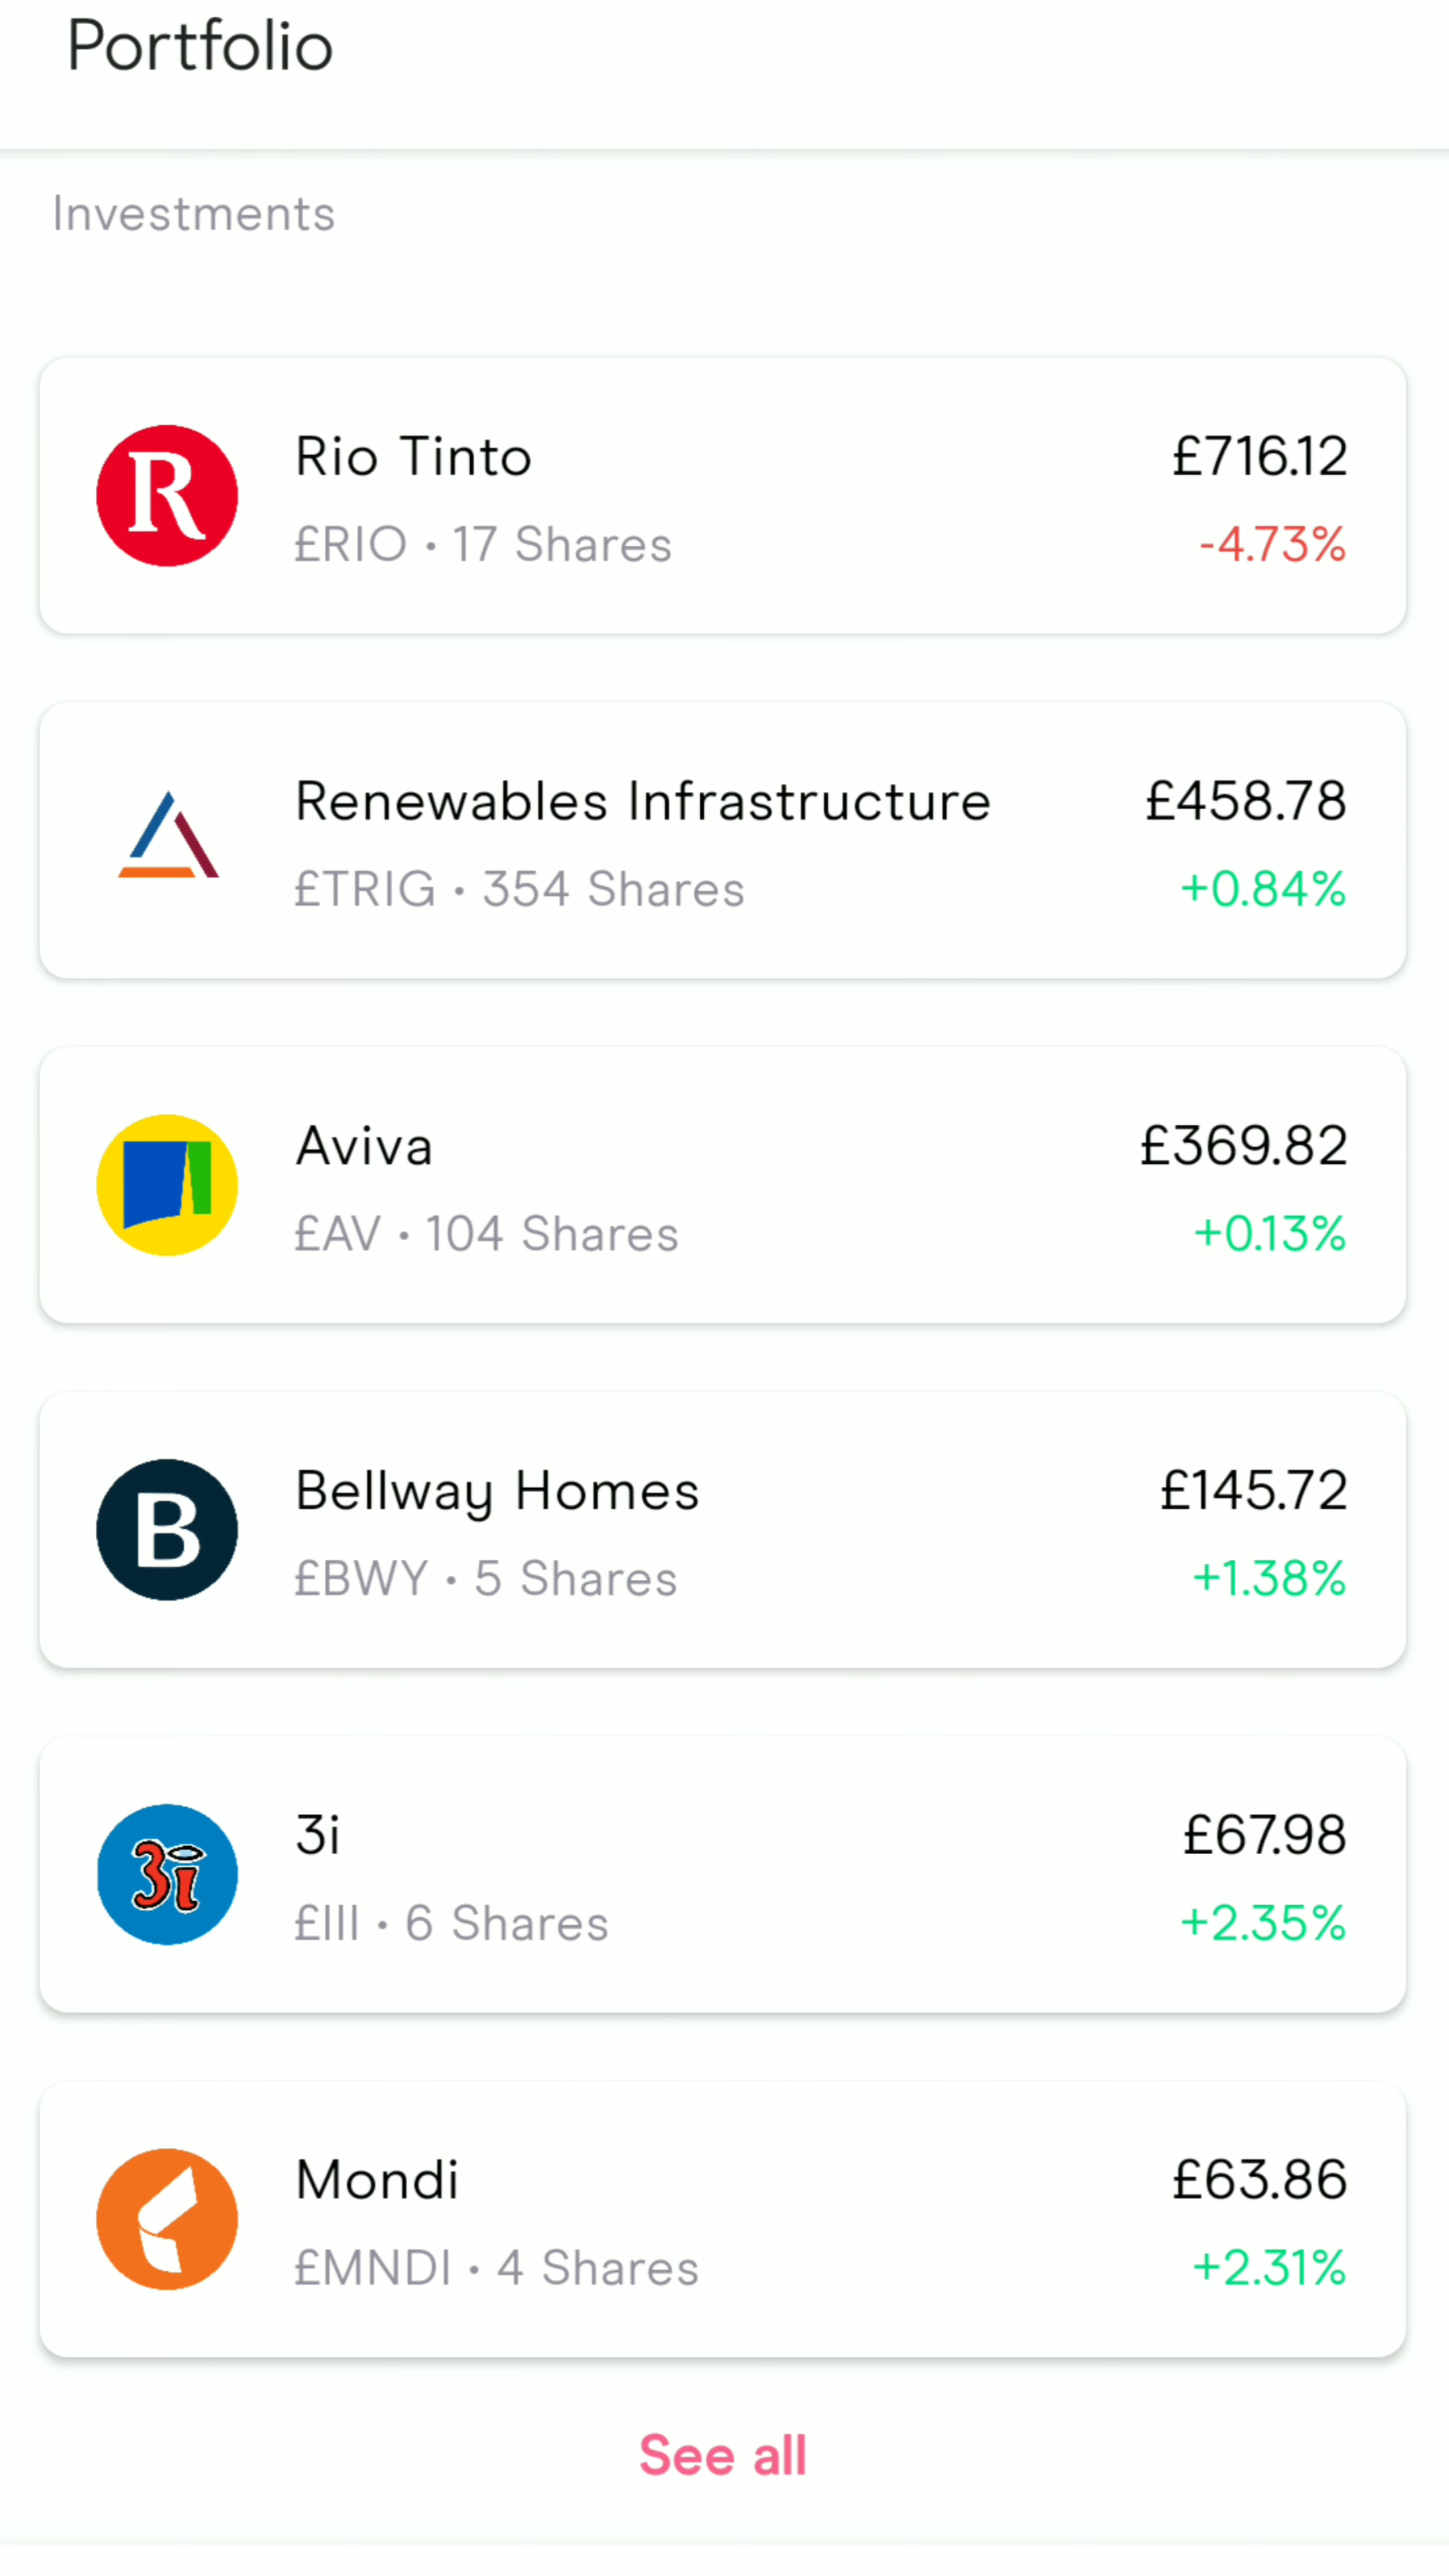 Portfolio
Investments
R
Rio Tinto £716.12
£RIO • 17 Shares -4.73%
Renewables Infrastructure £458.78
£TRIG • 354 Shares +0.84%
Aviva £369.82
£AV • 104 Shares +0.13%
B
Bellway Homes £145.72
£BWY • 5 Shares +1.38%
3i
3i £67.98
£III • 6 Shares +2.35%
Mondi £63.86
£MNDI • 4 Shares +2.31%
See all